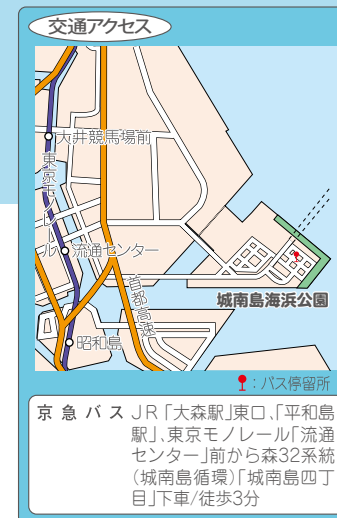 交通アクセス
大井競馬場前
東京モノレール
流通センター
首都高速
城南島海浜公園
昭和島
：バス停留所
京急バス JR「大森駅」東口、「平和島
駅」、東京モノレール「流通
センター」前から森32系統
（城南島循環）「城南島四丁
目」下車/徒歩3分